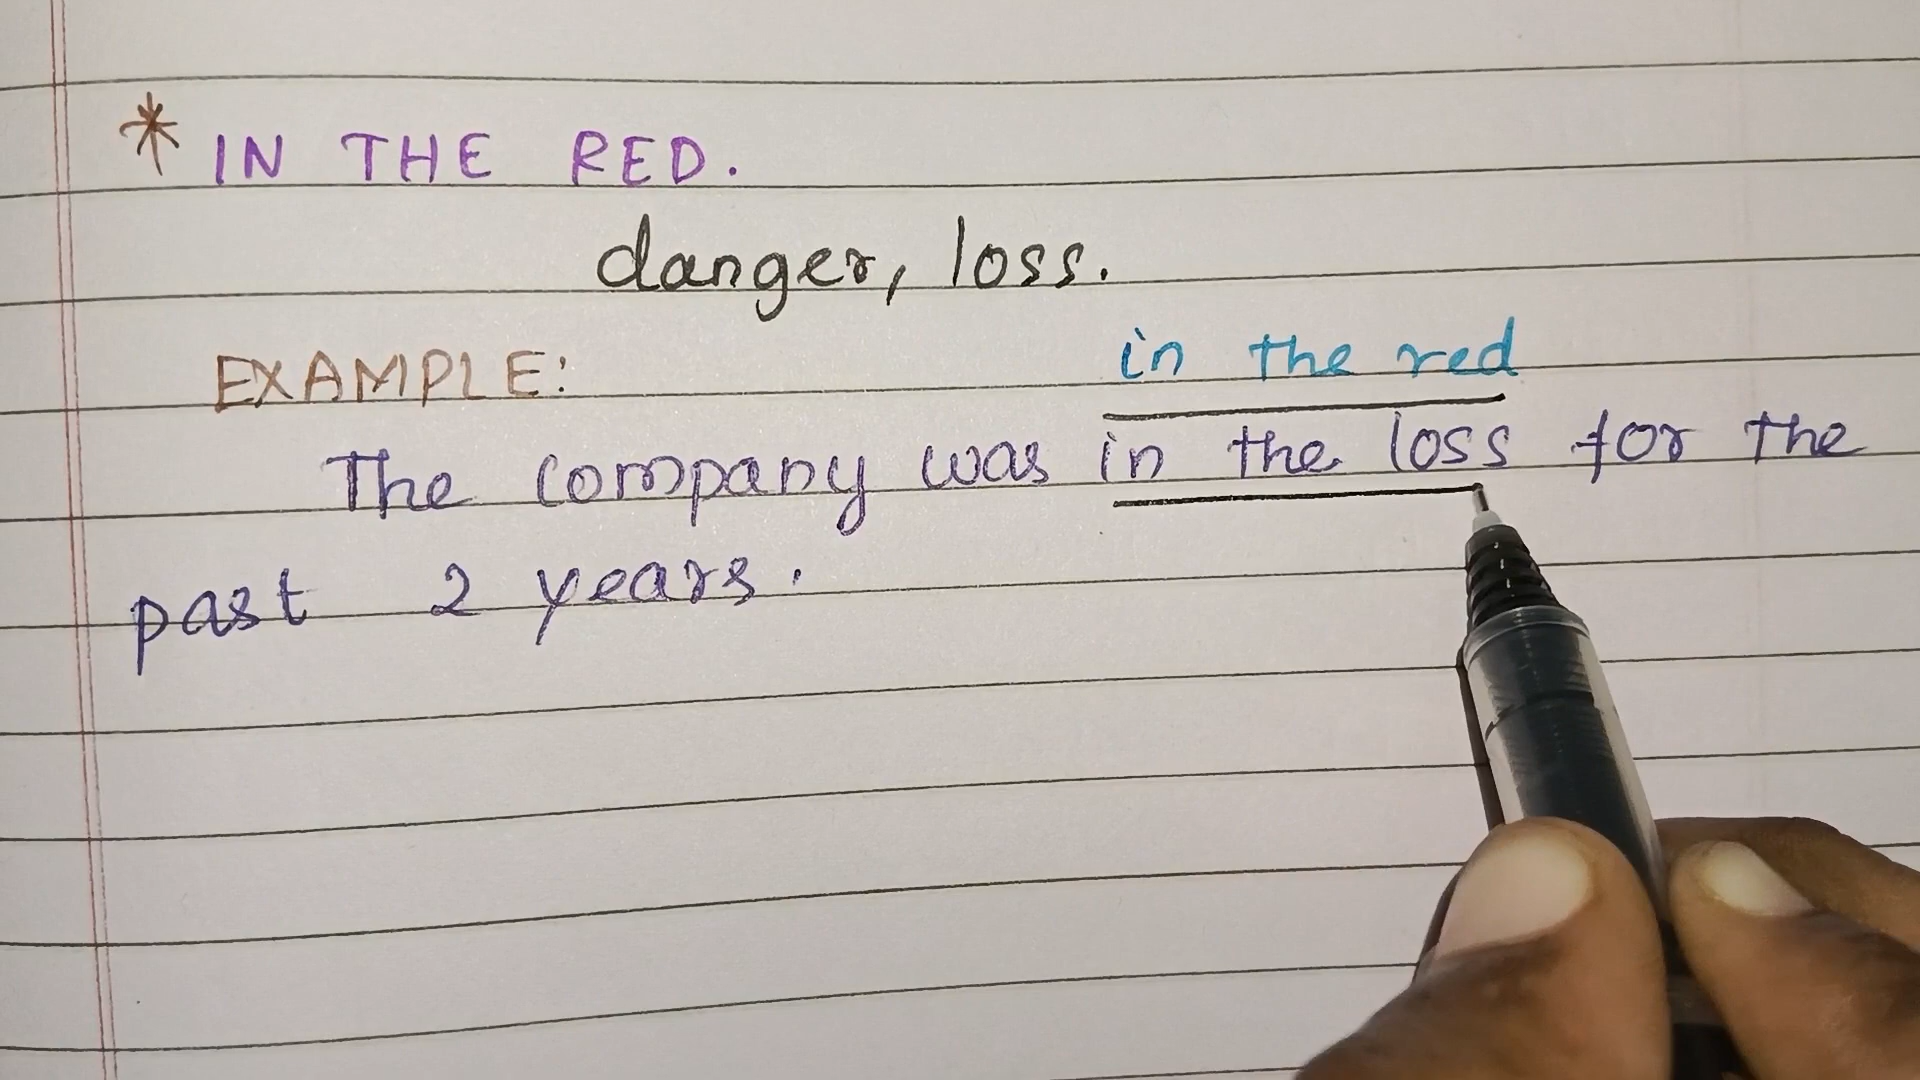 * IN THE RED.
danger, loss.
EXAMPLE:
in the red
The company was in the loss for the
past 2 years.